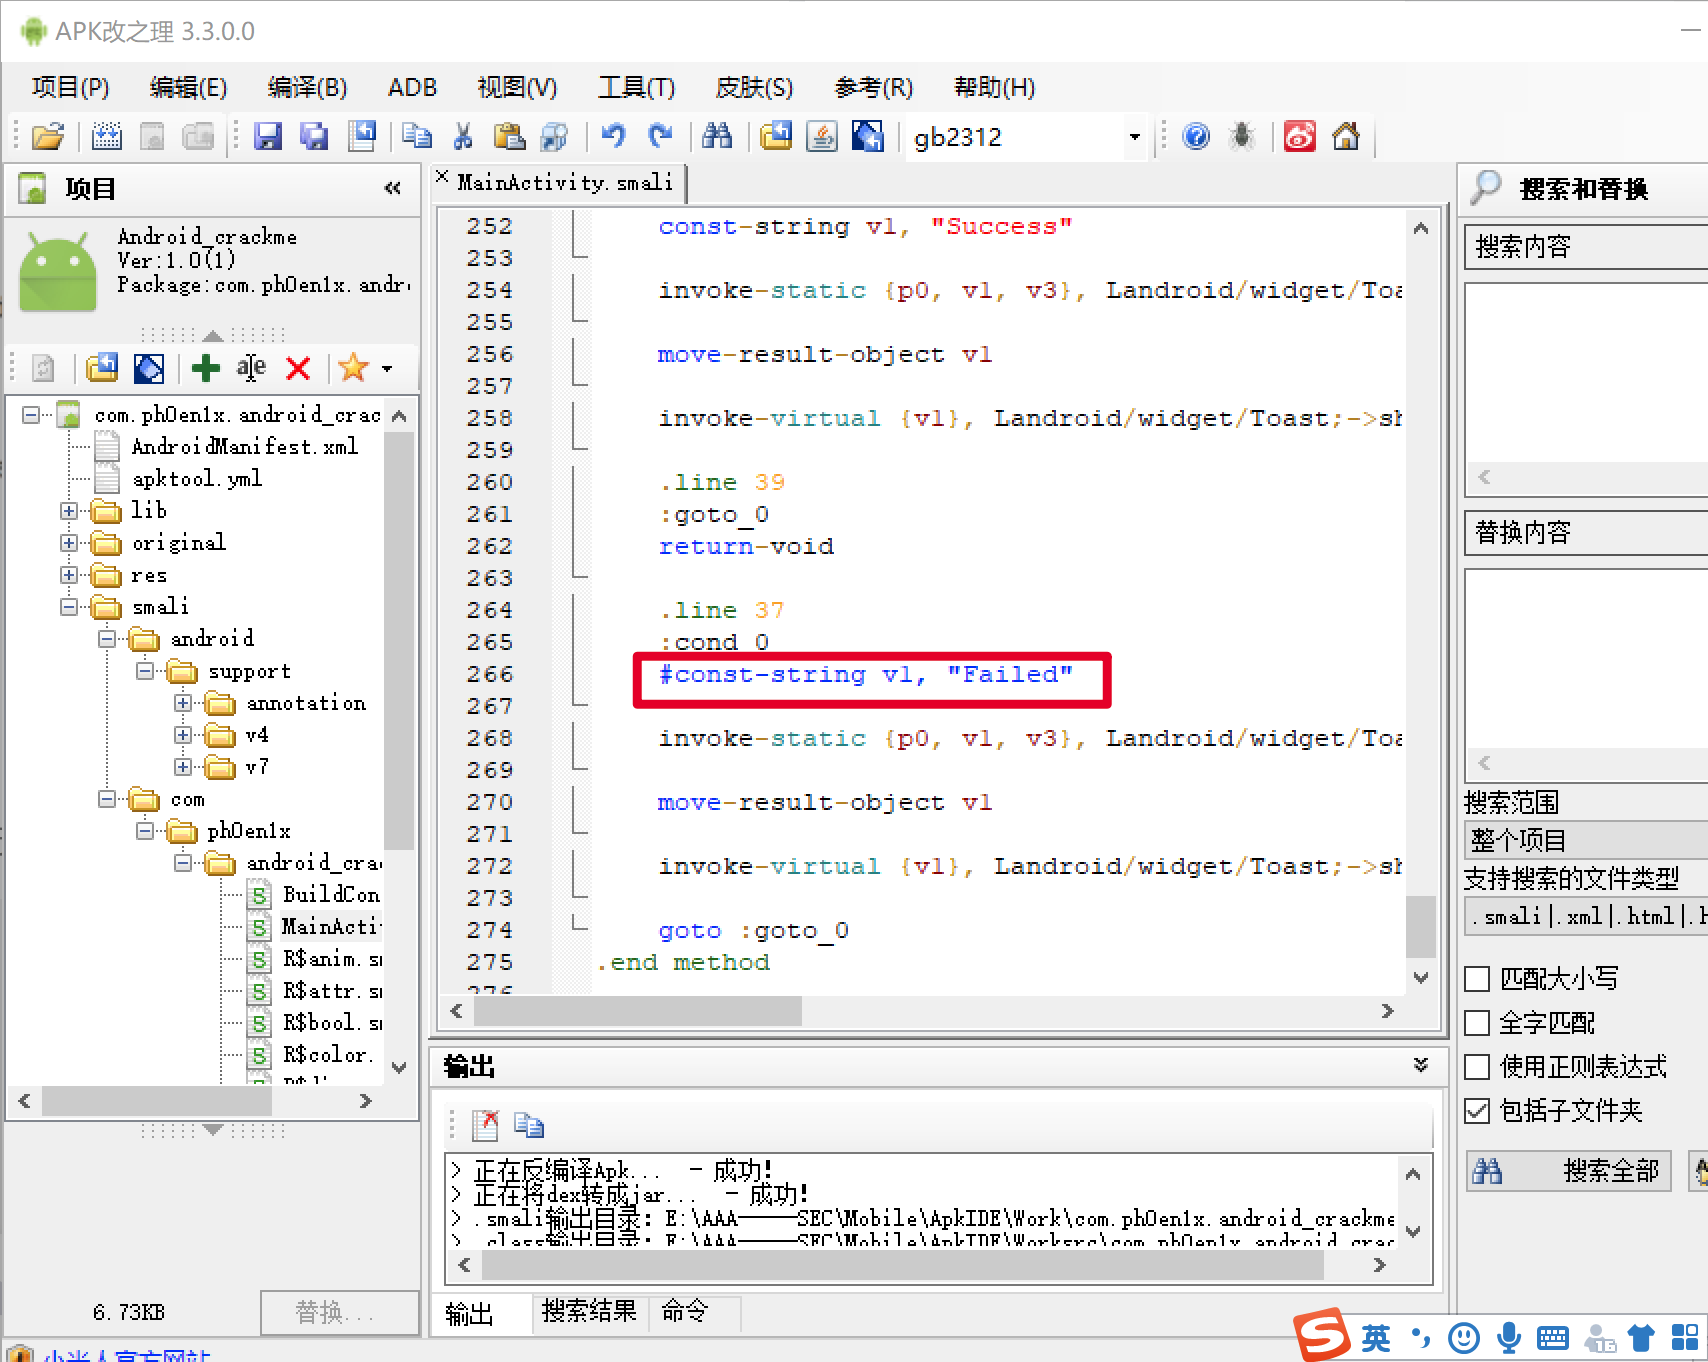 APK改之理 3.3.0.0
项目(P) 编辑(E) 编译(B) ADB 视图(V) 工具(T) 皮肤(S) 参考(R) 帮助(H)
gb2312
项目
Android_crackme
Ver:1.0(1)
Package:com.ph0en1x.andr
com.ph0en1x.android_crac
AndroidManifest.xml
apktool.yml
lib
original
res
smali
android
support
annotation
v4
v7
com
ph0en1x
android_cra
BuildCon
MainActi
R$anim.s
R$attr.s
R$bool.s
R$color.
6.73KB
替换...
小米人官方网站
MainActivity.smali
252 const-string v1, "Success"
253
254 invoke-static {p0, v1, v3}, Landroid/widget/Toa
255
256 move-result-object v1
257
258 invoke-virtual {v1}, Landroid/widget/Toast;->sh
259
260 .line 39
261 :goto_0
262 return-void
263
264 .line 37
265 :cond_0
266 #const-string v1, "Failed"
267
268 invoke-static {p0, v1, v3}, Landroid/widget/Toa
269
270 move-result-object v1
271
272 invoke-virtual {v1}, Landroid/widget/Toast;->sh
273
274 goto :goto_0
275 .end method
276
输出
> 正在反编译Apk... - 成功!
> 正在将dex转成jar... - 成功!
> .smali输出目录: E:\AAA————SEC\Mobile\ApkIDE\Work\com.ph0en1x.android_crackme
> .class输出目录: E:\AAA————SEC\Mobile\ApkIDE\Worksrc\com.ph0en1x.android_crac
输出 搜索结果 命令
搜索和替换
搜索内容
替换内容
搜索范围
整个项目
支持搜索的文件类型
.smali|.xml|.html|.h
匹配大小写
全字匹配
使用正则表达式
包括子文件夹
搜索全部
英